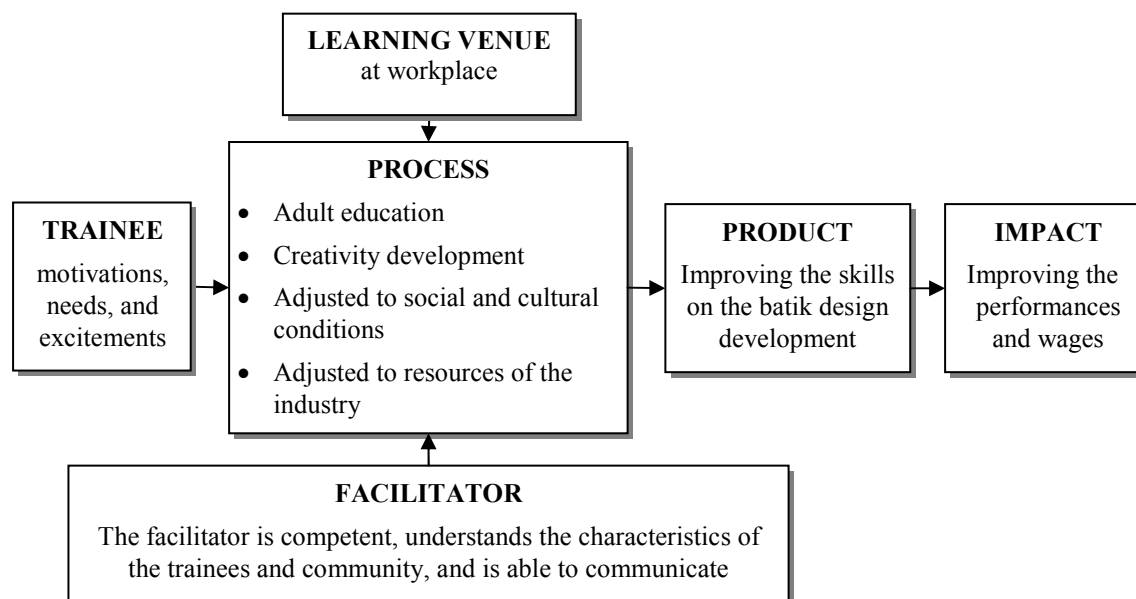 LEARNING VENUE
at workplace
PROCESS
• Adult education
• Creativity development
• Adjusted to social and cultural
conditions
• Adjusted to resources of the
industry
TRAINEE
motivations,
needs, and
excitements
PRODUCT
Improving the skills
on the batik design
development
IMPACT
Improving the
performances
and wages
FACILITATOR
The facilitator is competent, understands the characteristics of
the trainees and community, and is able to communicate